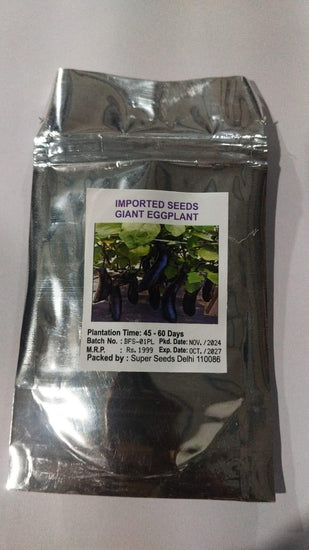 IMPORTED SEEDS
GIANT EGGPLANT
Plantation Time: 45 - 60 Days
Batch No. : BFS-01PL Pkd. Date: NOV. /2024
M.R.P. : Rs. 1999 Exp. Date: OCT. /2027
Packed by : Super Seeds Delhi 110086